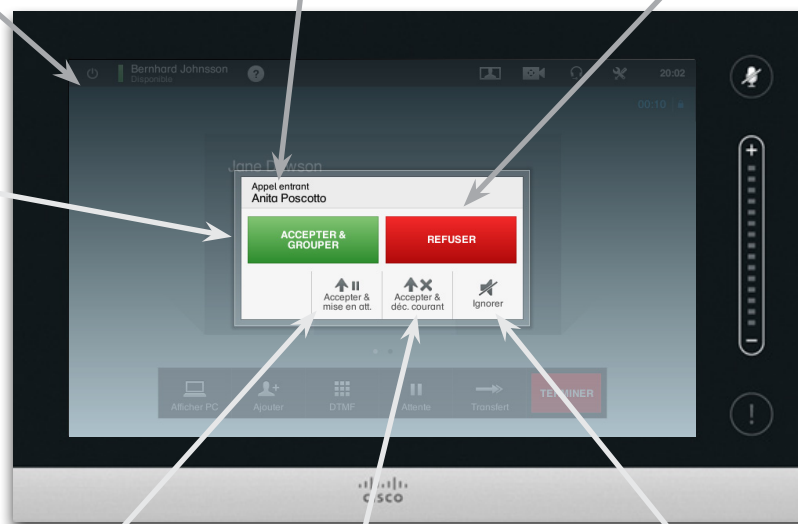 Bernhard Johnsson
Disponible
?
20:02
00:10
Jane Dawson
Appel entrant
Anita Poscotto
ACCEPTER &
GROUPER
REFUSER
Accepter &
mise en att.
Accepter &
déc. courant
Ignorer
Afficher PC
Ajouter
DTMF
Attente
Transfert
TERMINER
+
−
!
cisco